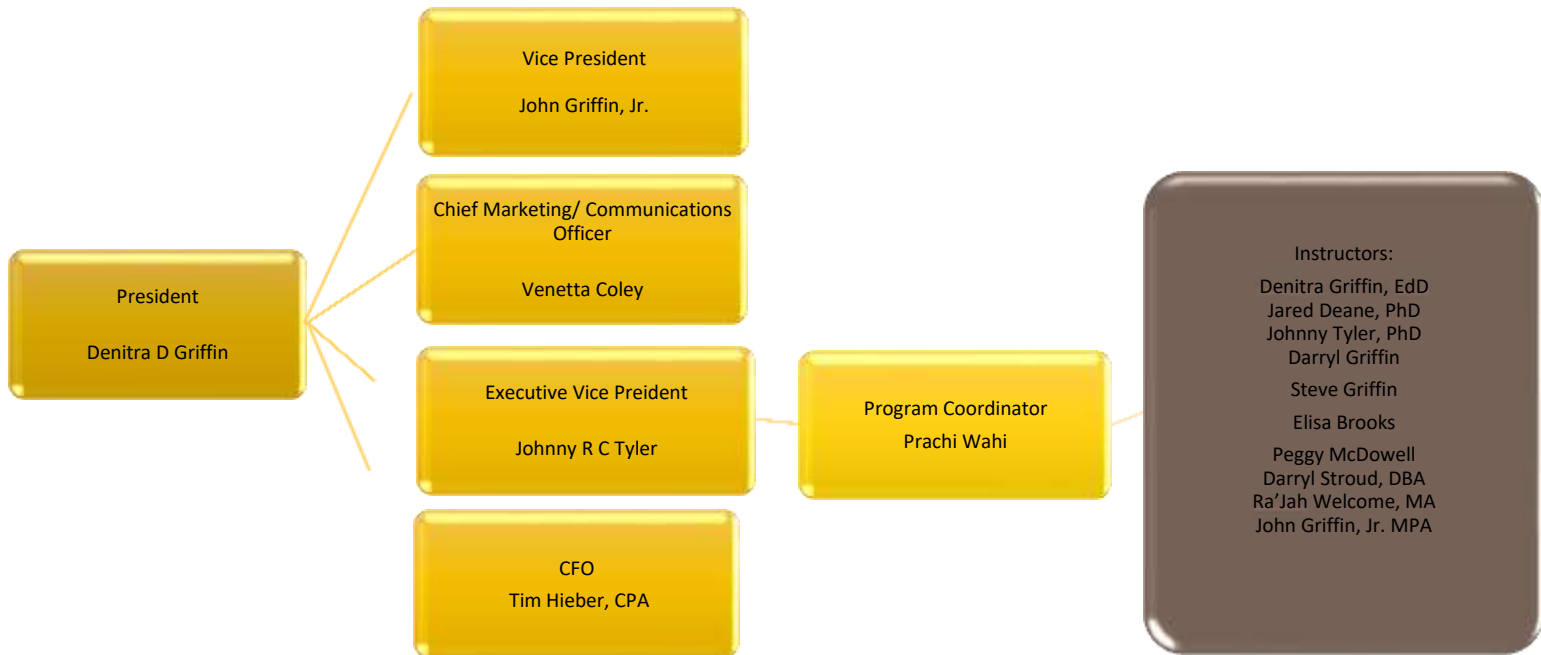 Vice President
John Griffin, Jr.
Chief Marketing/ Communications
Officer
Venetta Coley
President
Denitra D Griffin
Executive Vice Preident
Johnny R C Tyler
CFO
Tim Hieber, CPA
Program Coordinator
Prachi Wahi
Instructors:
Denitra Griffin, EdD
Jared Deane, PhD
Johnny Tyler, PhD
Darryl Griffin
Steve Griffin
Elisa Brooks
Peggy McDowell
Darryl Stroud, DBA
Ra’Jah Welcome, MA
John Griffin, Jr. MPA